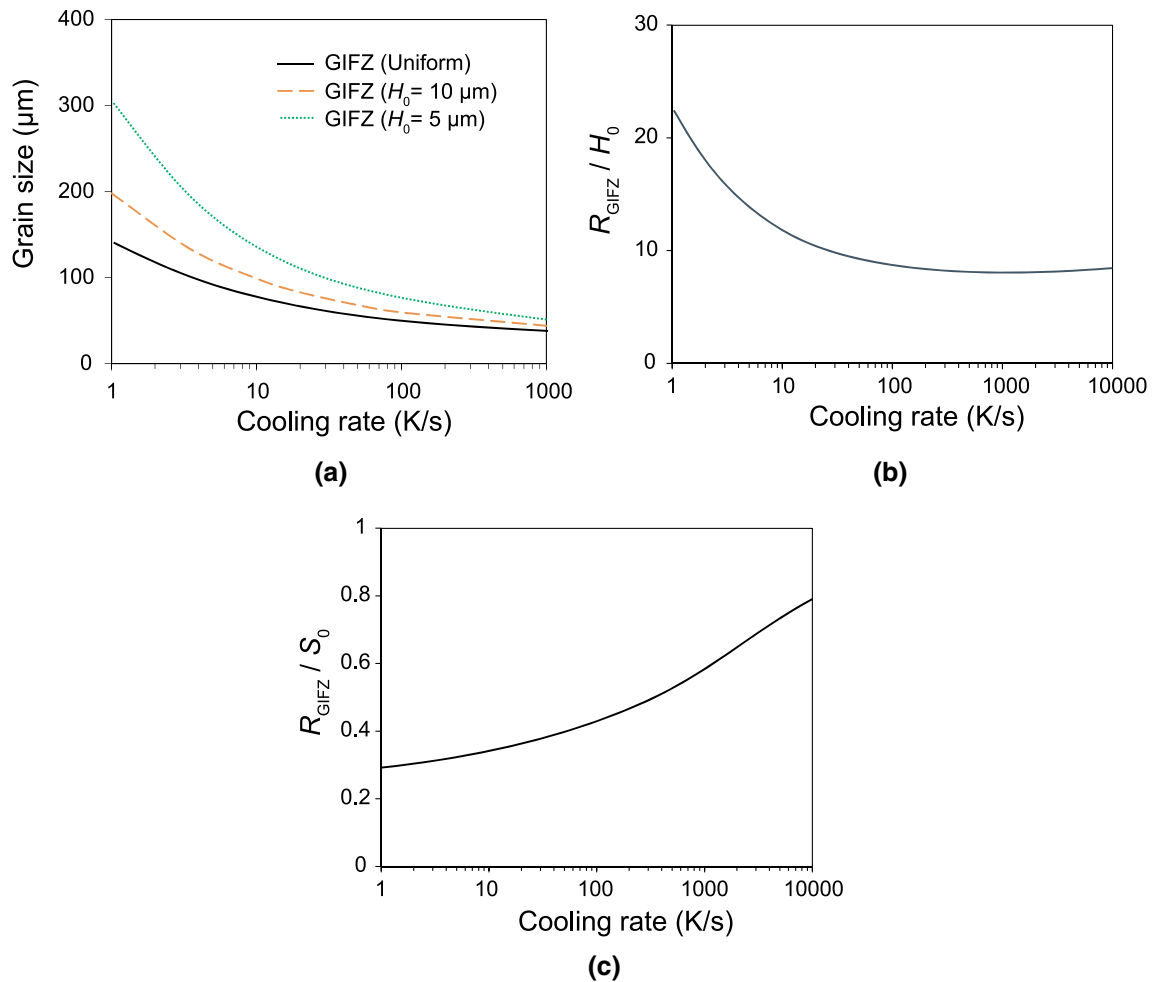 400
300
200
100
0
Grain size (µm)
GIFZ (Uniform)
GIFZ (H0= 10 µm)
GIFZ (H0= 5 µm)
1 10 100 1000
Cooling rate (K/s)
(a)
30
20
10
0
RGIFZ / H0
1 10 100 1000 10000
Cooling rate (K/s)
(b)
1
0.8
0.6
0.4
0.2
0
RGIFZ / S0
1 10 100 1000 10000
Cooling rate (K/s)
(c)